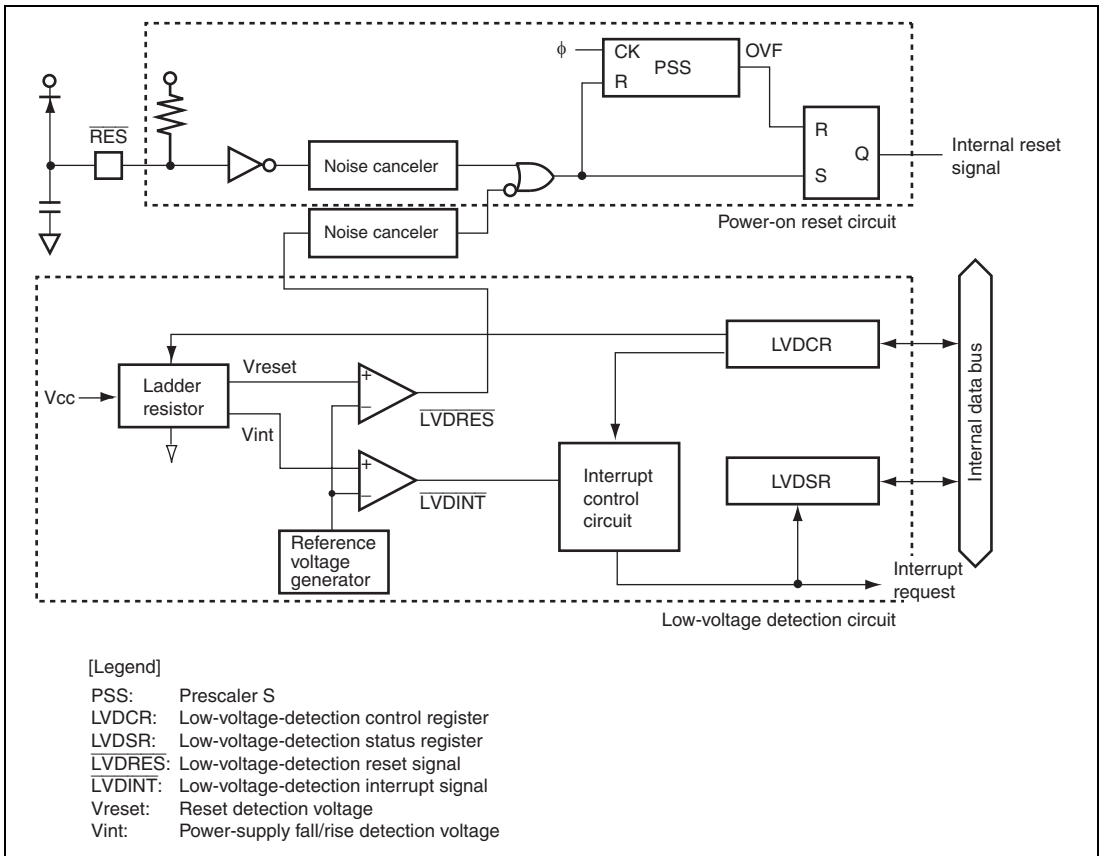 φ
CK
PSS
R
OVF
RES
Noise canceler
R
Q
S
Internal reset
signal
Noise canceler
Power-on reset circuit
Vcc
Ladder
resistor
Vreset
Vint
+
−
LVDRES
+
−
LVDINT
Reference
voltage
generator
Interrupt
control
circuit
LVDCR
LVDSR
Internal data bus
Interrupt
request
Low-voltage detection circuit
[Legend]
PSS: Prescaler S
LVDCR: Low-voltage-detection control register
LVDSR: Low-voltage-detection status register
LVDRES: Low-voltage-detection reset signal
LVDINT: Low-voltage-detection interrupt signal
Vreset: Reset detection voltage
Vint: Power-supply fall/rise detection voltage